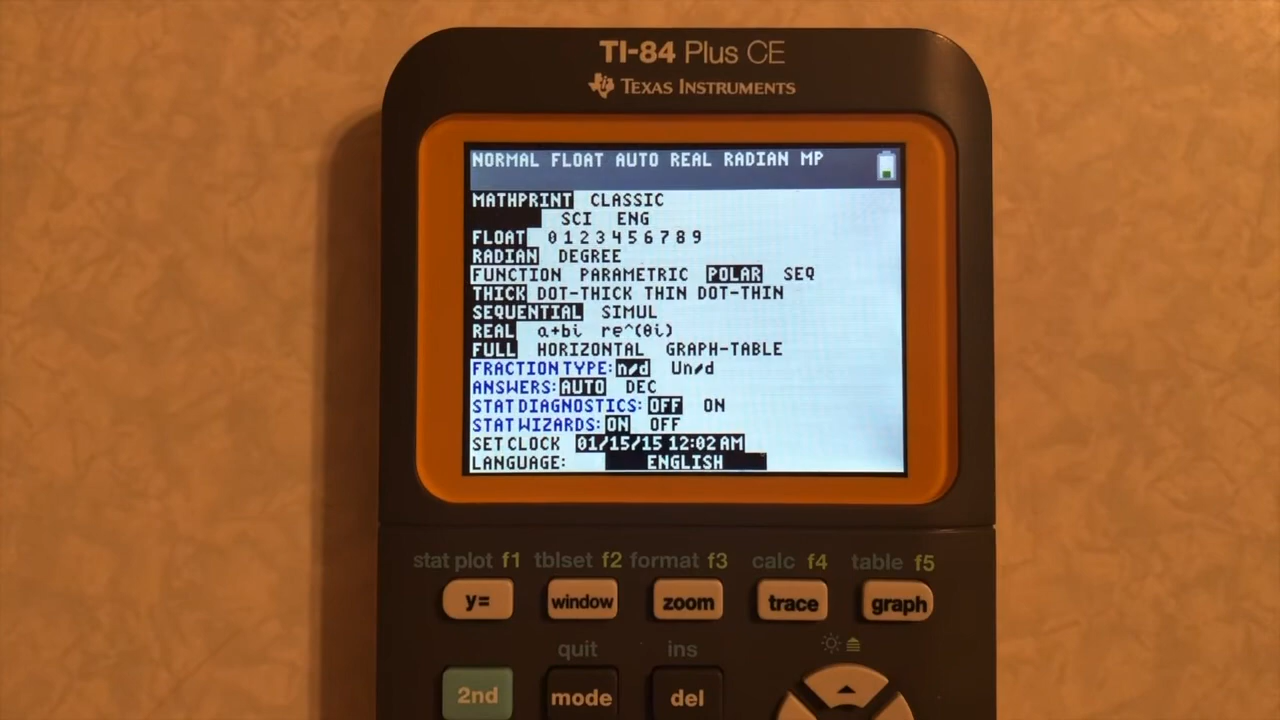 TI-84 Plus CE
TEXAS INSTRUMENTS
NORMAL FLOAT AUTO REAL RADIAN MP
MATHPRINT CLASSIC
SCI ENG
FLOAT 0 1 2 3 4 5 6 7 8 9
RADIAN DEGREE
FUNCTION PARAMETRIC POLAR SEQ
THICK DOT-THICK THIN DOT-THIN
SEQUENTIAL SIMUL
REAL a+bi re^(θi)
FULL HORIZONTAL GRAPH-TABLE
FRACTION TYPE: n/d Un/d
ANSWERS: AUTO DEC
STAT DIAGNOSTICS: OFF ON
STAT WIZARDS: ON OFF
SET CLOCK 01/15/15 12:02 AM
LANGUAGE: ENGLISH
stat plot f1 tblset f2 format f3 calc f4 table f5
y= window zoom trace graph
quit ins
2nd mode del